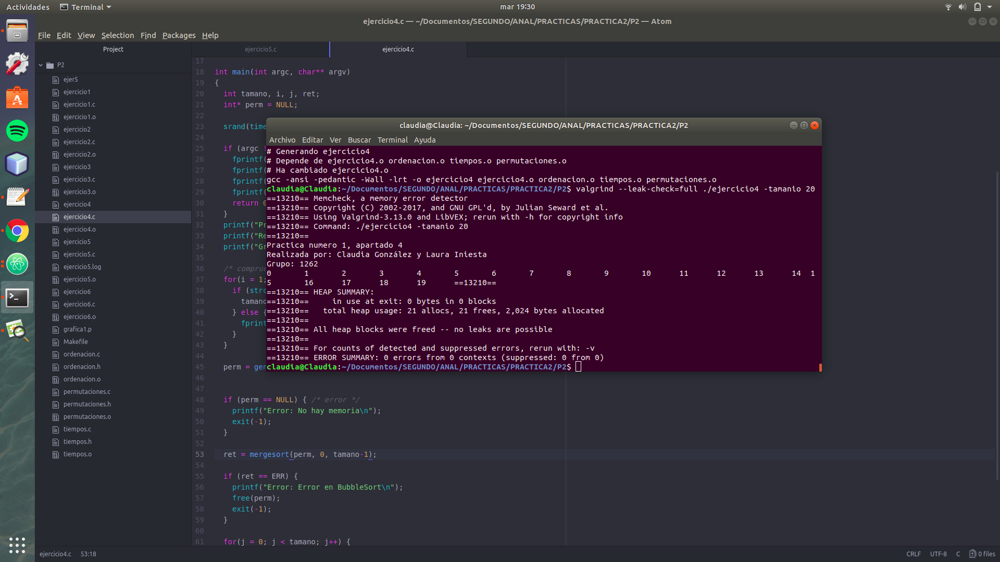 Actividades Terminal mar 19:30
ejercicio4.c — ~/Documentos/SEGUNDO/ANAL/PRACTICAS/PRACTICA2/P2 — Atom
File Edit View Selection Find Packages Help
Project
P2
ejer5
ejercicio1
ejercicio1.c
ejercicio1.o
ejercicio2
ejercicio2.c
ejercicio2.o
ejercicio3
ejercicio3.c
ejercicio3.o
ejercicio4
ejercicio4.c
ejercicio4.o
ejercicio5
ejercicio5.c
ejercicio5.log
ejercicio5.o
ejercicio6
ejercicio6.c
ejercicio6.o
grafica1.p
Makefile
ordenacion.c
ordenacion.h
ordenacion.o
permutaciones.c
permutaciones.h
permutaciones.o
tiempos.c
tiempos.h
tiempos.o
ejercicio5.c ejercicio4.c
17
18 int main(int argc, char** argv)
19 {
20 int tamano, i, j, ret;
21 int* perm = NULL;
22
23 srand(time
24
25 if (argc !
26 fprintf(
27 fprintf(
28 fprintf(
29 fprintf(
30 return 0
31 }
32 printf("Pr
33 printf("Re
34 printf("Gr
35
36 /* comprue
37 for(i = 1;
38 if (strc
39 tamano
40 } else {
41 fprint
42 }
43 }
44
45 perm = gen
46
47
48 if (perm == NULL) { /* error */
49 printf("Error: No hay memoria\n");
50 exit(-1);
51 }
52
53 ret = mergesort(perm, 0, tamano-1);
54
55 if (ret == ERR) {
56 printf("Error: Error en BubbleSort\n");
57 free(perm);
58 exit(-1);
59 }
60
61 for(j = 0; j < tamano; j++) {
claudia@Claudia: ~/Documentos/SEGUNDO/ANAL/PRACTICAS/PRACTICA2/P2
Archivo Editar Ver Buscar Terminal Ayuda
# Generando ejercicio4
# Depende de ejercicio4.o ordenacion.o tiempos.o permutaciones.o
# Ha cambiado ejercicio4.o
gcc -ansi -pedantic -Wall -lrt -o ejercicio4 ejercicio4.o ordenacion.o tiempos.o permutaciones.o
claudia@Claudia:~/Documentos/SEGUNDO/ANAL/PRACTICAS/PRACTICA2/P2$ valgrind --leak-check=full ./ejercicio4 -tamanio 20
==13210== Memcheck, a memory error detector
==13210== Copyright (C) 2002-2017, and GNU GPL'd, by Julian Seward et al.
==13210== Using Valgrind-3.13.0 and LibVEX; rerun with -h for copyright info
==13210== Command: ./ejercicio4 -tamanio 20
==13210==
Practica numero 1, apartado 4
Realizada por: Claudia González y Laura Iniesta
Grupo: 1262
0 1 2 3 4 5 6 7 8 9 10 11 12 13 14 1
5 16 17 18 19 ==13210==
==13210== HEAP SUMMARY:
==13210== in use at exit: 0 bytes in 0 blocks
==13210== total heap usage: 21 allocs, 21 frees, 2,024 bytes allocated
==13210==
==13210== All heap blocks were freed -- no leaks are possible
==13210==
==13210== For counts of detected and suppressed errors, rerun with: -v
==13210== ERROR SUMMARY: 0 errors from 0 contexts (suppressed: 0 from 0)
claudia@Claudia:~/Documentos/SEGUNDO/ANAL/PRACTICAS/PRACTICA2/P2$
ejercicio4.c 53:18 CRLF UTF-8 C 0 files